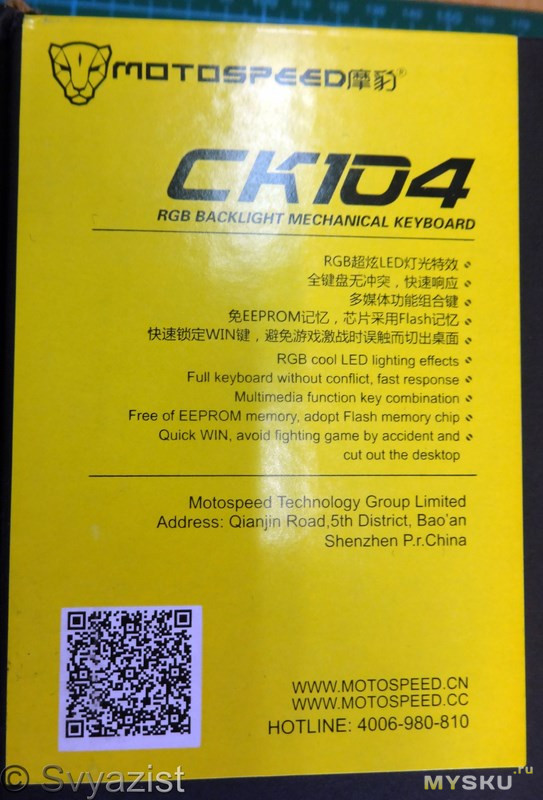 MOTOSPEED摩豹®
CK104
RGB BACKLIGHT MECHANICAL KEYBOARD
RGB超炫LED灯光特效
全键盘无冲突，快速响应
多媒体功能组合键
免EEPROM记忆，芯片采用Flash记忆
快速锁定WIN键，避免游戏激战时误触而切出桌面
RGB cool LED lighting effects
Full keyboard without conflict, fast response
Multimedia function key combination
Free of EEPROM memory, adopt Flash memory chip
Quick WIN, avoid fighting game by accident and
cut out the desktop
Motospeed Technology Group Limited
Address: Qianjin Road,5th District, Bao'an
Shenzhen P.r.China
WWW.MOTOSPEED.CN
WWW.MOTOSPEED.CC
HOTLINE: 4006-980-810
© Svyazist
MYSKU.ru